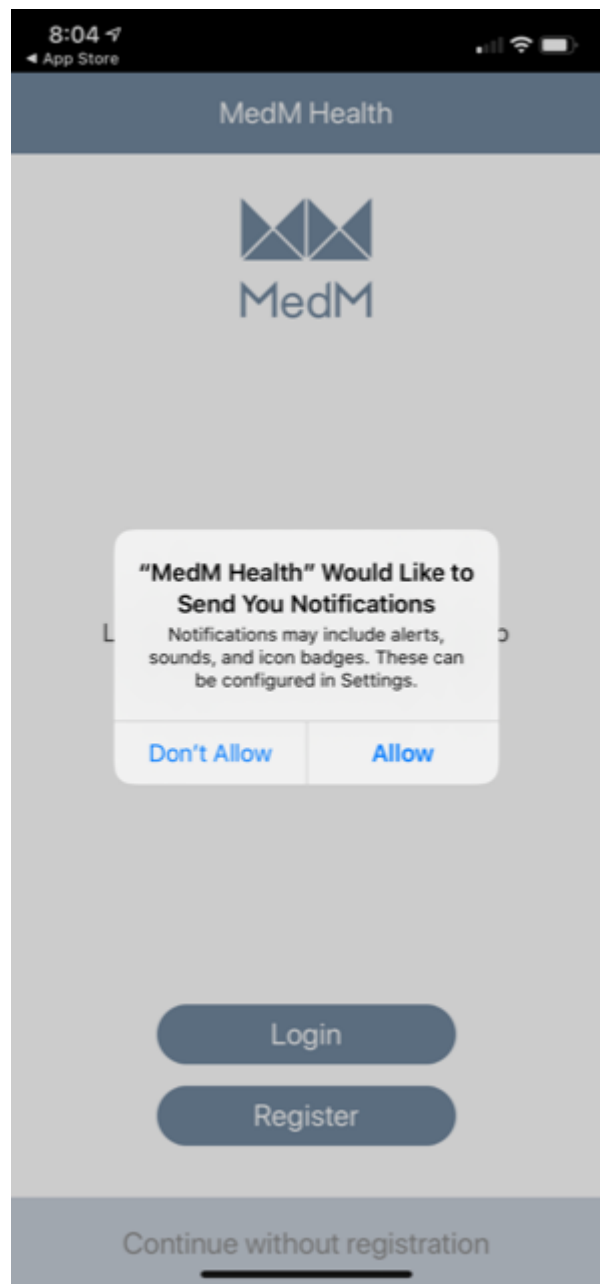 8:04
◀ App Store
MedM Health
MedM
“MedM Health” Would Like to
Send You Notifications
Notifications may include alerts,
sounds, and icon badges. These can
be configured in Settings.
Don’t Allow
Allow
Login
Register
Continue without registration